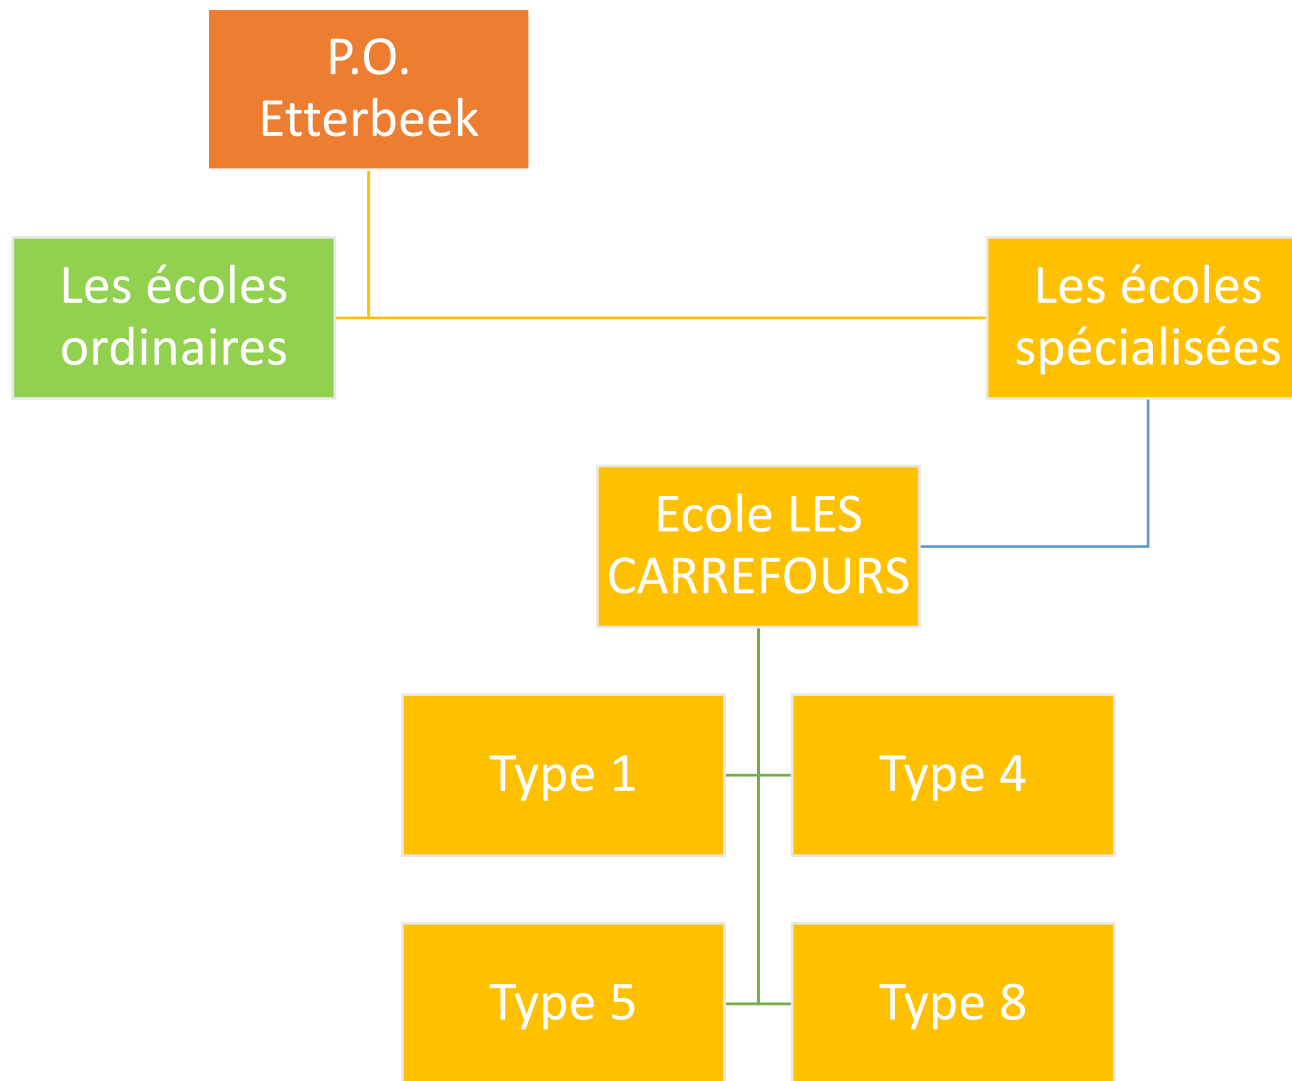 P.O.
Etterbeek
Les écoles
ordinaires
Les écoles
spécialisées
Ecole LES
CARREFOURS
Type 1
Type 4
Type 5
Type 8